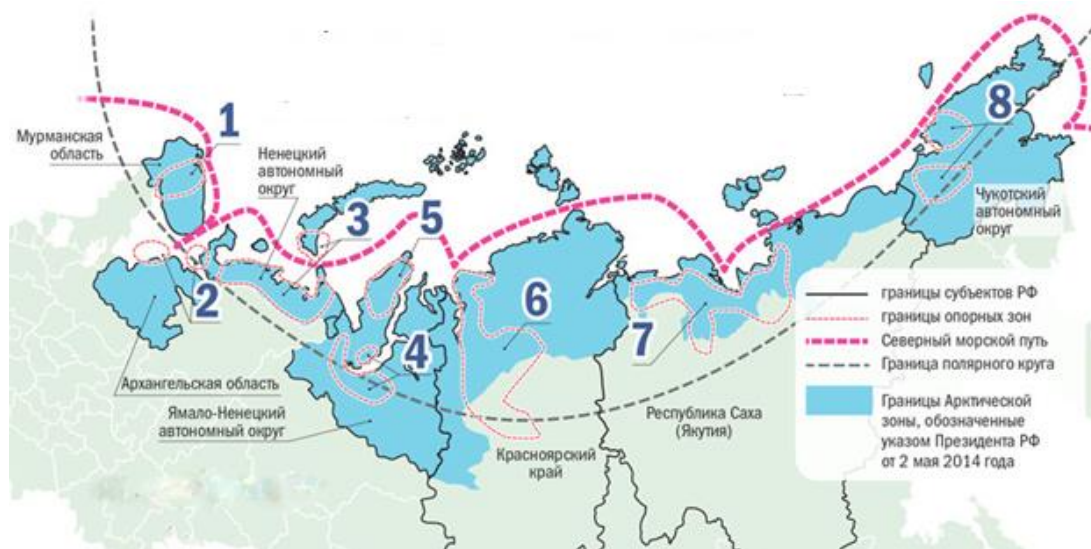 1
8
Мурманская
область
Ненецкий
автономный
округ
3
5
Чукотский
автономный
округ
2
6
7
4
границы субъектов РФ
границы опорных зон
Северный морской путь
Граница полярного круга
Границы Арктической
зоны, обозначенные
указом Президента РФ
от 2 мая 2014 года
Архангельская область
Ямало-Ненецкий
автономный округ
Республика Саха
(Якутия)
Красноярский
край